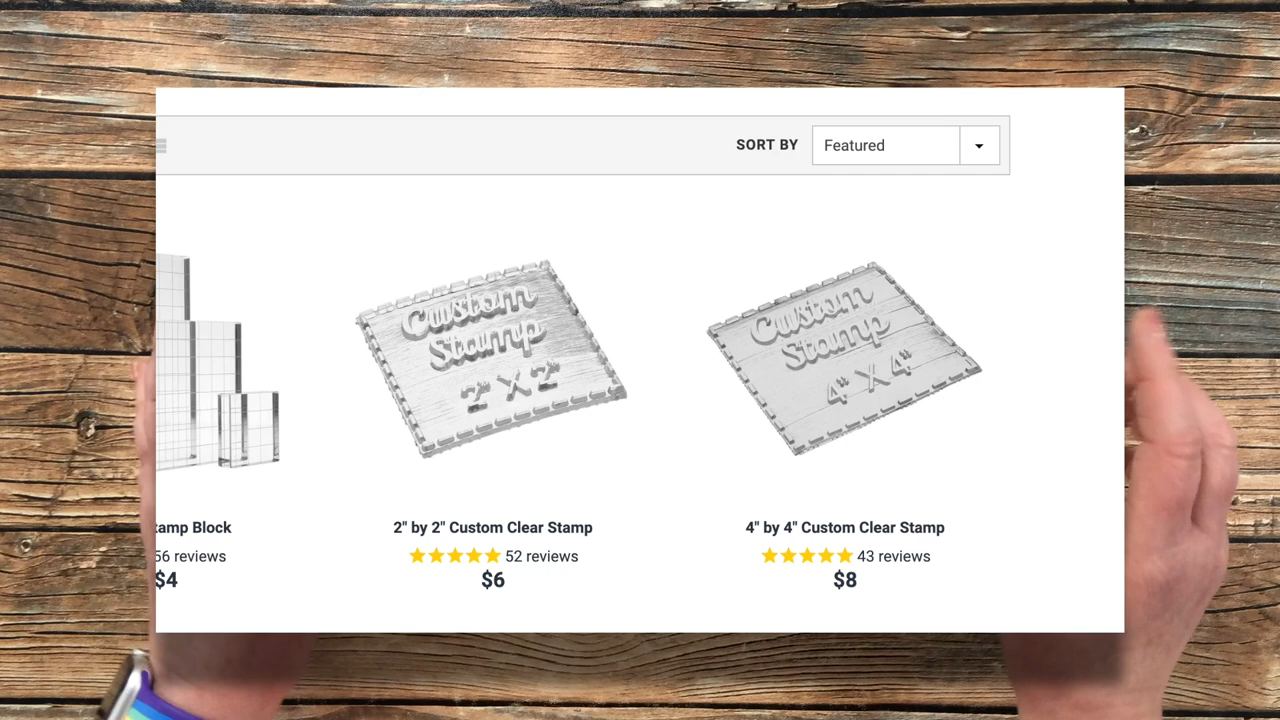 SORT BY Featured
Custom
Stamp
2" X 2"
Custom
Stamp
4" X 4"
tamp Block
56 reviews
$4
2" by 2" Custom Clear Stamp
52 reviews
$6
4" by 4" Custom Clear Stamp
43 reviews
$8